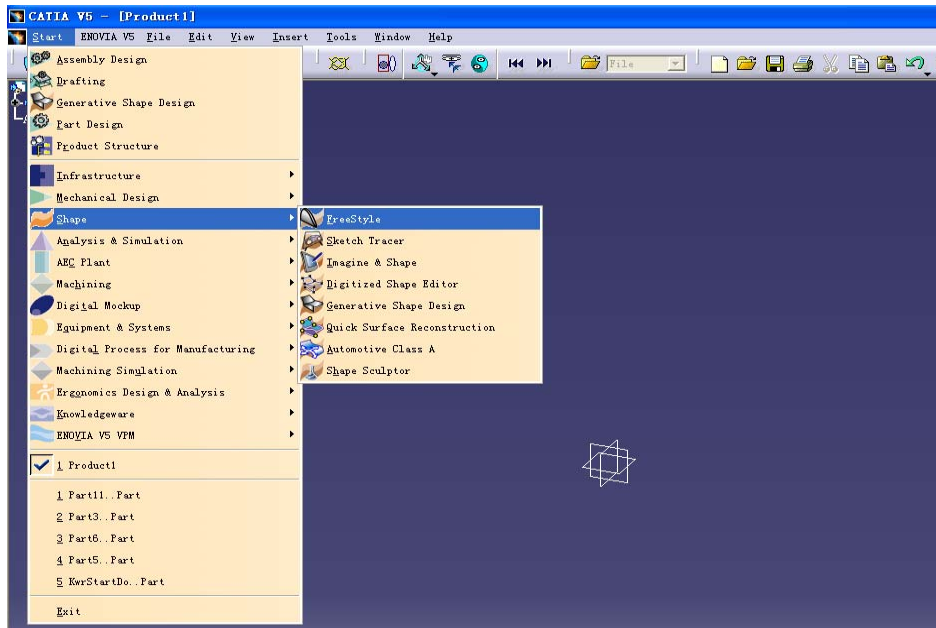 CATIA V5 - [Product1]
Start ENOVIA V5 File Edit View Insert Tools Window Help
File
Assembly Design
Drafting
Generative Shape Design
Part Design
Product Structure
Infrastructure
Mechanical Design
Shape
Analysis & Simulation
AEC Plant
Machining
Digital Mockup
Equipment & Systems
Digital Process for Manufacturing
Machining Simulation
Ergonomics Design & Analysis
Knowledgeware
ENOVIA V5 VPM
1 Product1
1 Part11..Part
2 Part3..Part
3 Part6..Part
4 Part5..Part
5 KwrStartDo..Part
Exit
FreeStyle
Sketch Tracer
Imagine & Shape
Digitized Shape Editor
Generative Shape Design
Quick Surface Reconstruction
Automotive Class A
Shape Sculptor